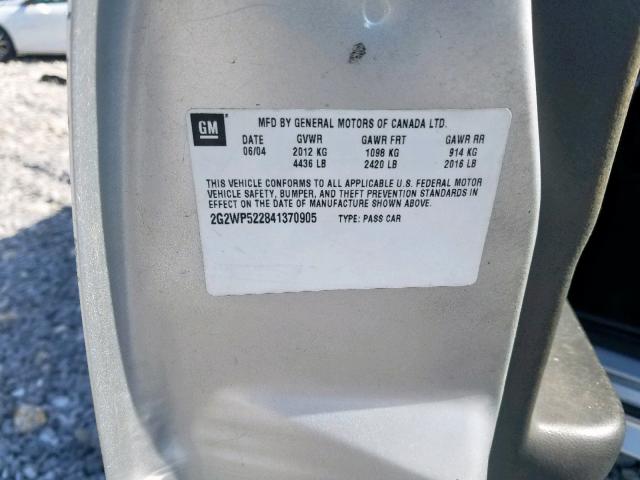 GM
MFD BY GENERAL MOTORS OF CANADA LTD.
DATE GVWR GAWR FRT GAWR RR
06/04 2012 KG 1098 KG 914 KG
4436 LB 2420 LB 2016 LB
THIS VEHICLE CONFORMS TO ALL APPLICABLE U.S. FEDERAL MOTOR
VEHICLE SAFETY, BUMPER, AND THEFT PREVENTION STANDARDS IN
EFFECT ON THE DATE OF MANUFACTURE SHOWN ABOVE.
2G2WP522841370905 TYPE: PASS CAR